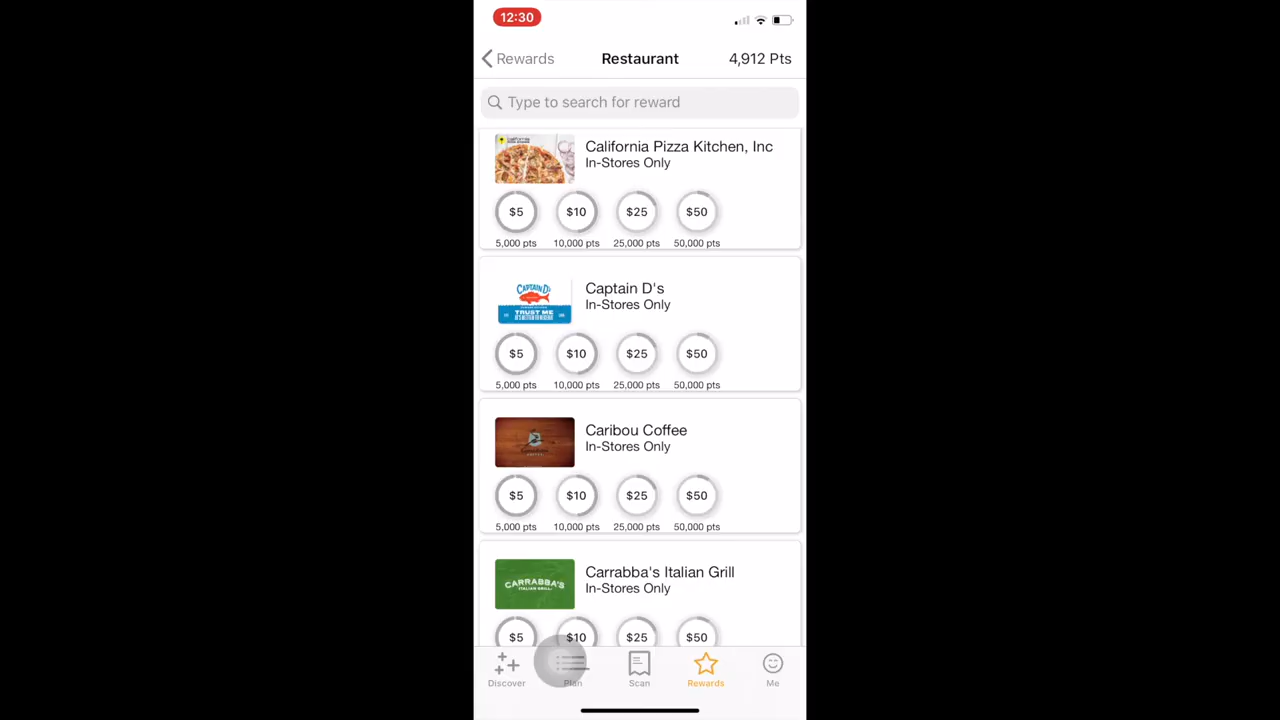 12:30
Rewards
Restaurant
4,912 Pts
Type to search for reward
California Pizza Kitchen, Inc
In-Stores Only
$5
$10
$25
$50
5,000 pts
10,000 pts
25,000 pts
50,000 pts
CAPTAIN D'S
TRUST ME
Captain D's
In-Stores Only
$5
$10
$25
$50
5,000 pts
10,000 pts
25,000 pts
50,000 pts
Caribou Coffee
In-Stores Only
$5
$10
$25
$50
5,000 pts
10,000 pts
25,000 pts
50,000 pts
CARRABBA'S
ITALIAN GRILL
Carrabba's Italian Grill
In-Stores Only
$5
$10
$25
$50
Discover
Plan
Scan
Rewards
Me